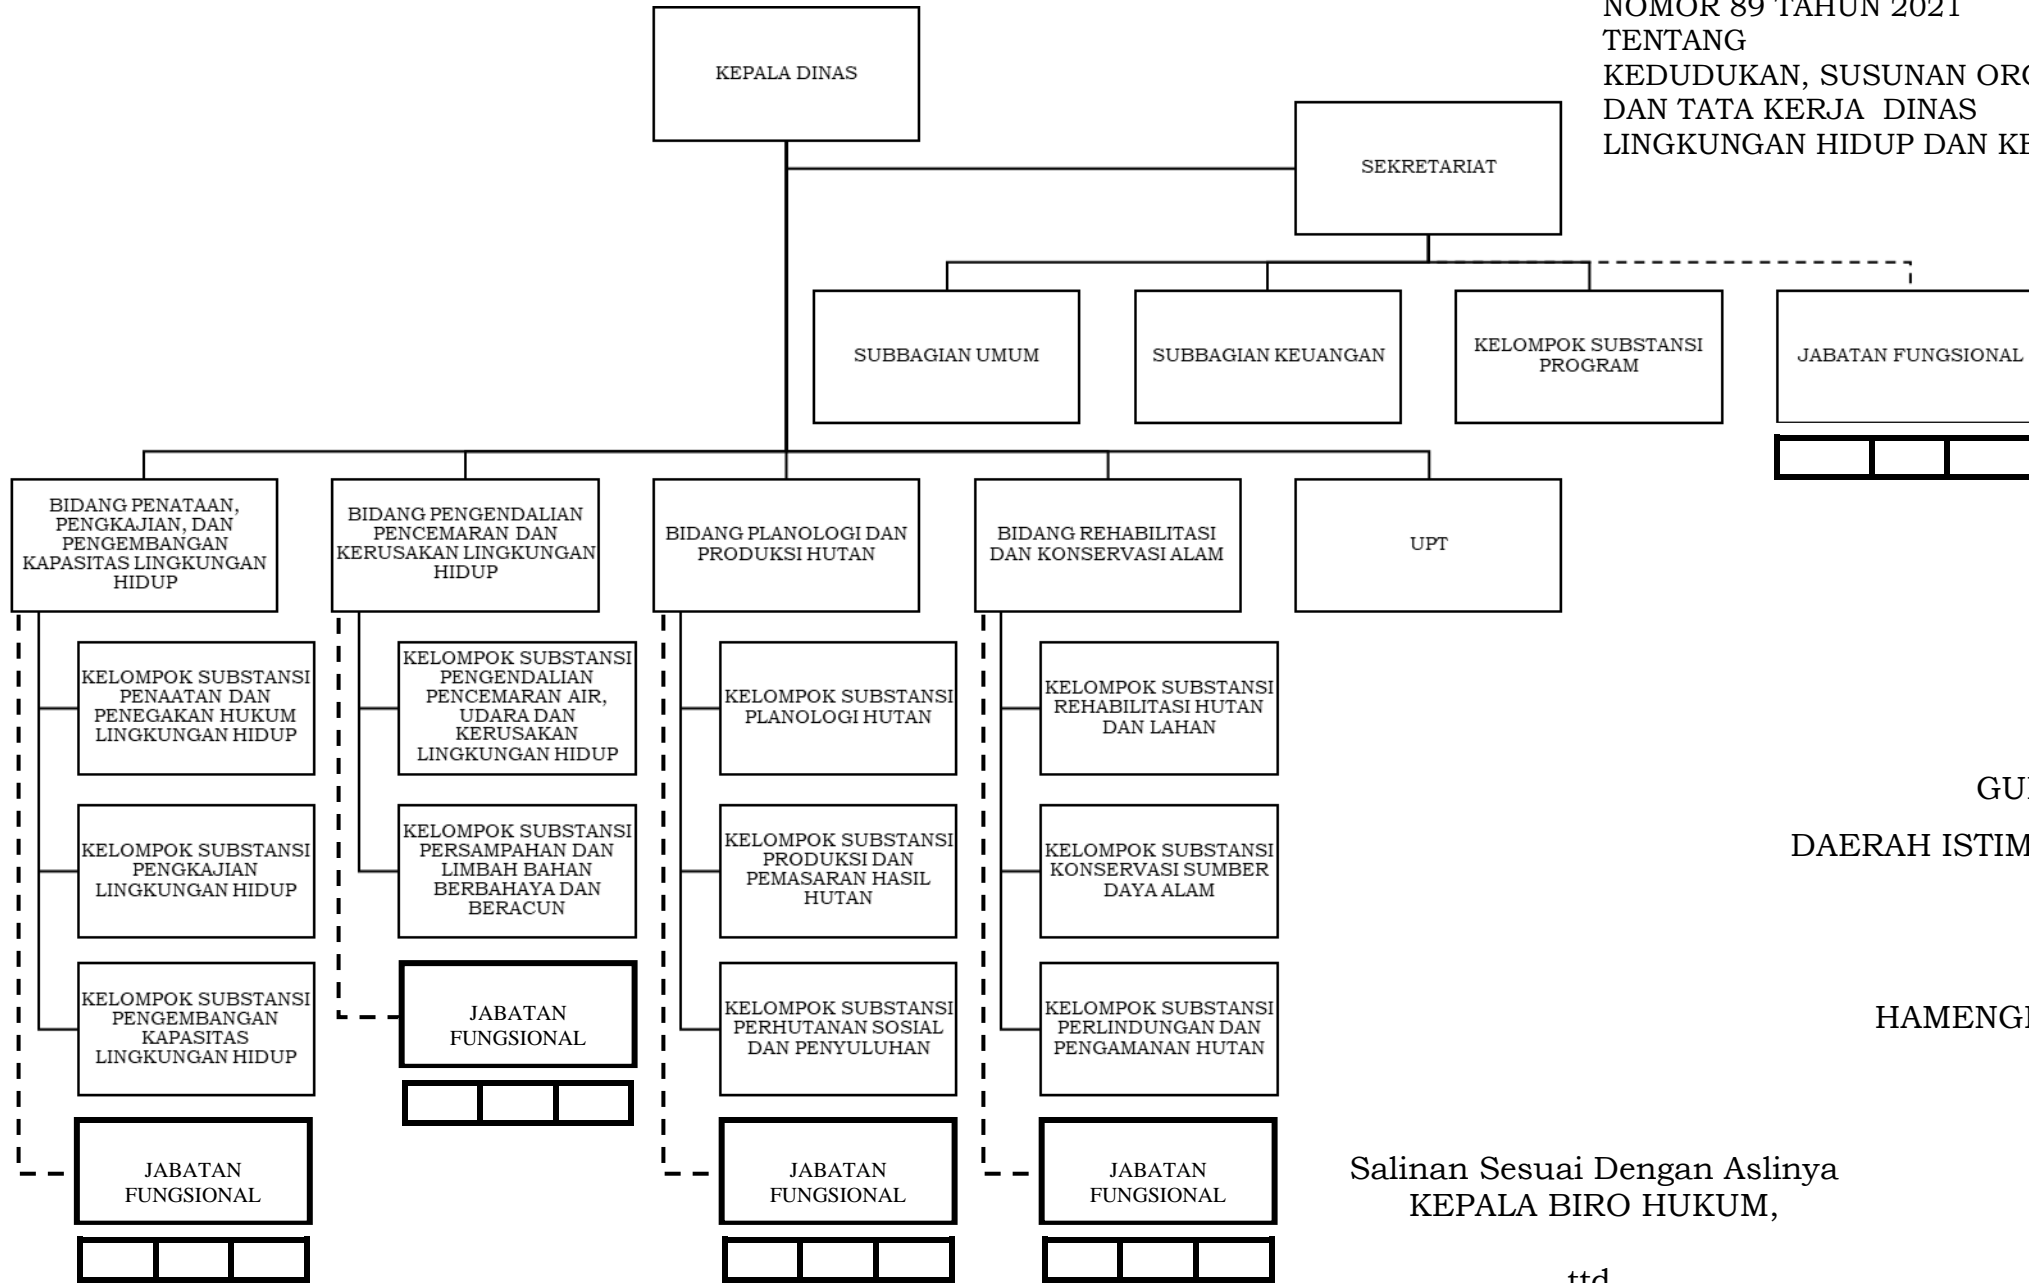 NOMOR 89 TAHUN 2021
TENTANG
KEDUDUKAN, SUSUNAN
DAN TATA KERJA DINAS
LINGKUNGAN HIDUP DAN
KEPALA DINAS
SEKRETARIAT
SUBBAGIAN UMUM
SUBBAGIAN KEUANGAN
KELOMPOK SUBSTANSI
PROGRAM
JABATAN FUNGSIONAL
BIDANG PENATAAN,
PENGKAJIAN, DAN
PENGEMBANGAN
KAPASITAS LINGKUNGAN
HIDUP
BIDANG PENGENDALIAN
PENCEMARAN DAN
KERUSAKAN LINGKUNGAN
HIDUP
BIDANG PLANOLOGI DAN
PRODUKSI HUTAN
BIDANG REHABILITASI
DAN KONSERVASI ALAM
UPT
KELOMPOK SUBSTANSI
PENAATAN DAN
PENEGAKAN HUKUM
LINGKUNGAN HIDUP
KELOMPOK SUBSTANSI
PENGKAJIAN
LINGKUNGAN HIDUP
KELOMPOK SUBSTANSI
PENGEMBANGAN
KAPASITAS
LINGKUNGAN HIDUP
JABATAN
FUNGSIONAL
KELOMPOK SUBSTANSI
PENGENDALIAN
PENCEMARAN AIR,
UDARA DAN
KERUSAKAN
LINGKUNGAN HIDUP
KELOMPOK SUBSTANSI
PERSAMPAHAN DAN
LIMBAH BAHAN
BERBAHAYA DAN
BERACUN
JABATAN
FUNGSIONAL
KELOMPOK SUBSTANSI
PLANOLOGI HUTAN
KELOMPOK SUBSTANSI
PRODUKSI DAN
PEMASARAN HASIL
HUTAN
KELOMPOK SUBSTANSI
PERHUTANAN SOSIAL
DAN PENYULUHAN
JABATAN
FUNGSIONAL
KELOMPOK SUBSTANSI
REHABILITASI HUTAN
DAN LAHAN
KELOMPOK SUBSTANSI
KONSERVASI SUMBER
DAYA ALAM
KELOMPOK SUBSTANSI
PERLINDUNGAN DAN
PENGAMANAN HUTAN
JABATAN
FUNGSIONAL
DAERAH
Salinan Sesuai Dengan Aslinya
KEPALA BIRO HUKUM,
ttd